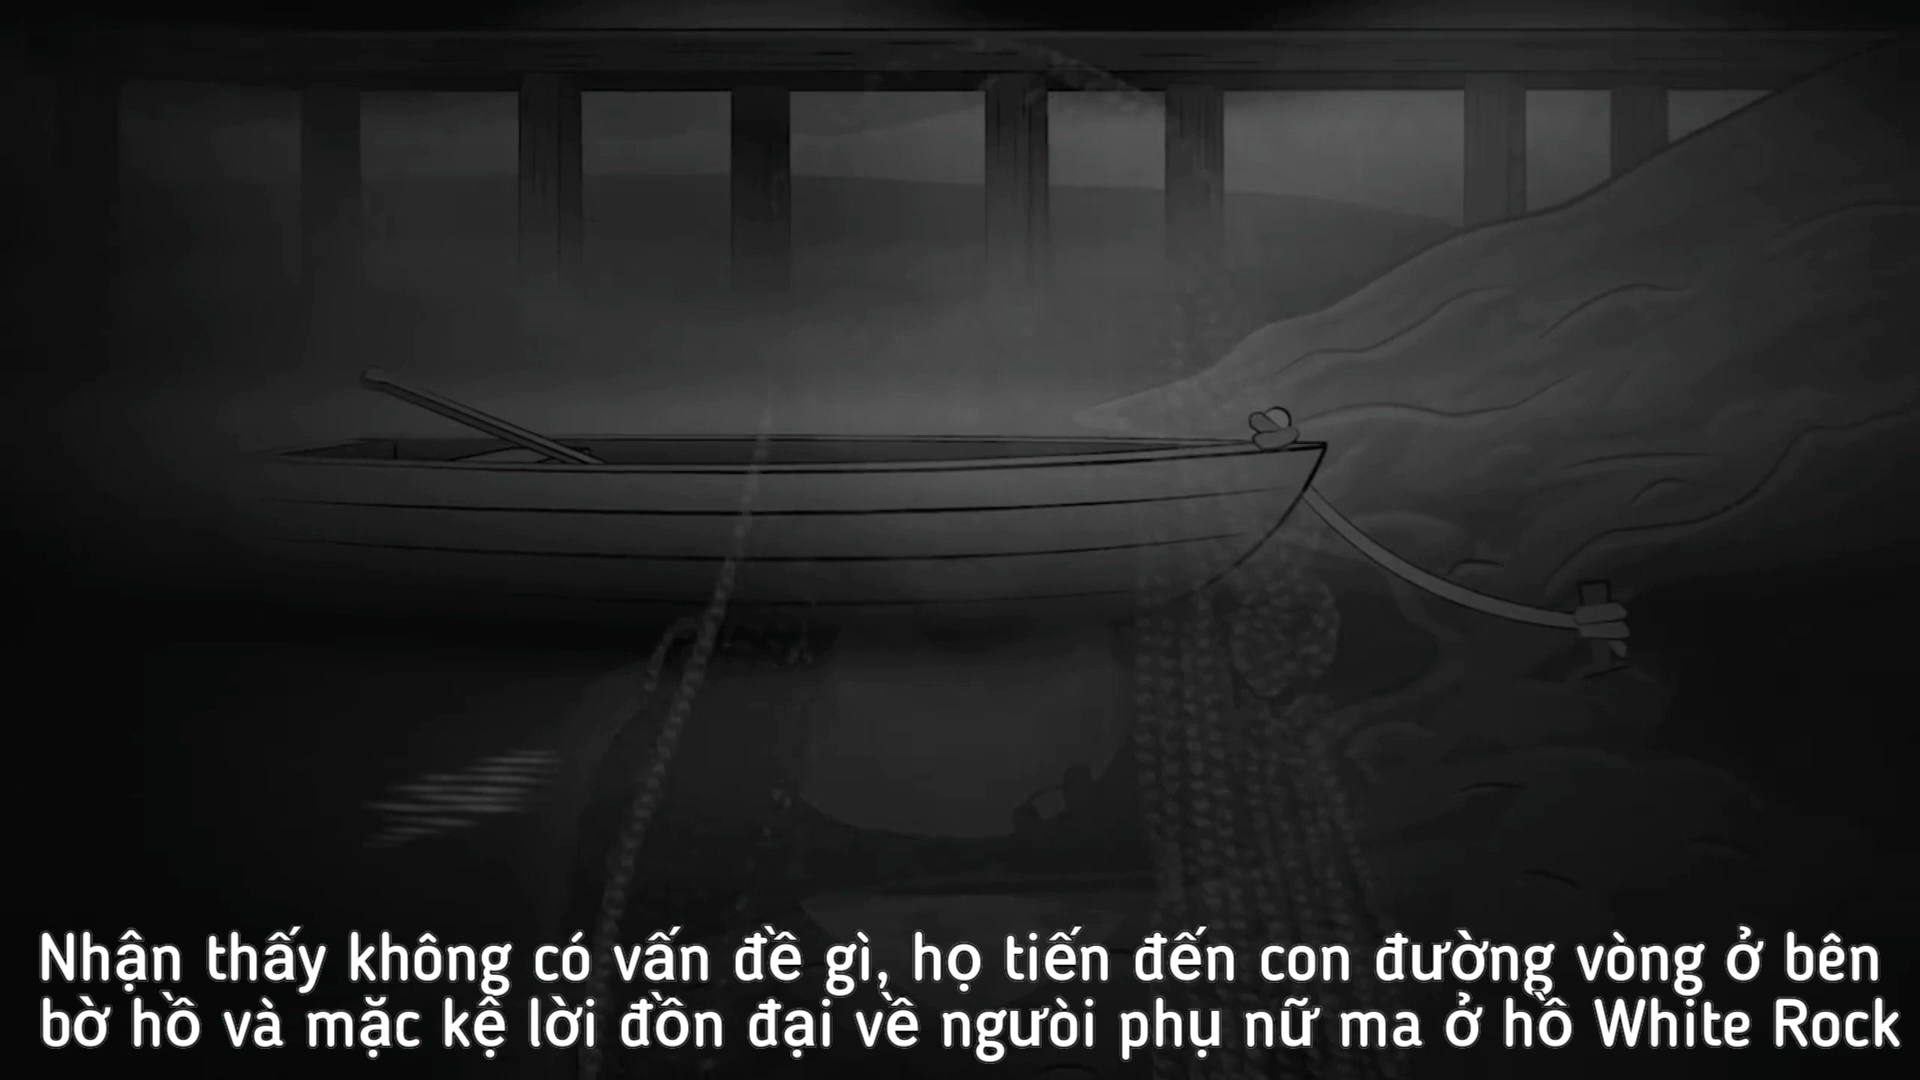 Nhận thấy không có vấn đề gì, họ tiến đến con đường vòng ở bên
bờ hồ và mặc kệ lời đồn đại về người phụ nữ ma ở hồ White Rock